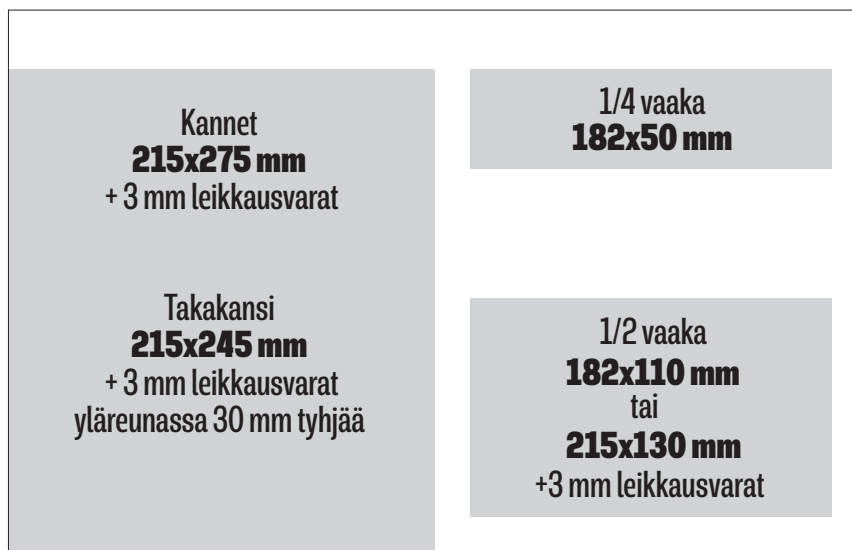 Kannet
215x275 mm
+ 3 mm leikkausvarat
Takakansi
215x245 mm
+ 3 mm leikkausvarat
yläreunassa 30 mm tyhjää
1/4 vaaka
182x50 mm
1/2 vaaka
182x110 mm
tai
215x130 mm
+3 mm leikkausvarat